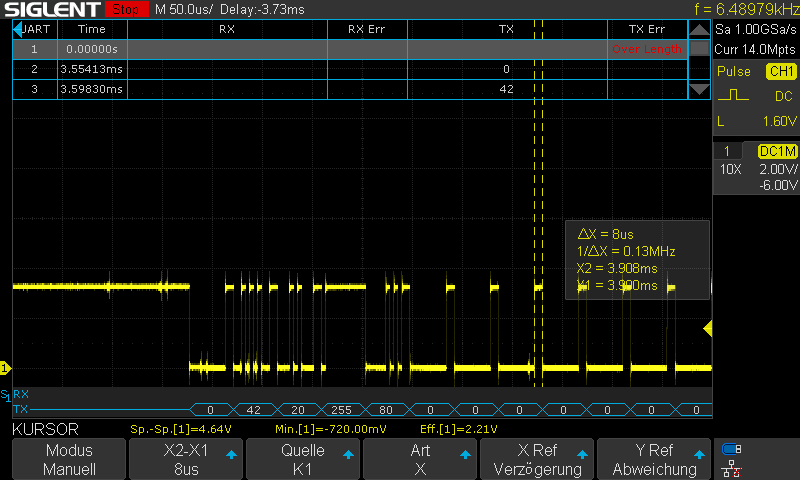 SIGLENT Stop M 50.0us/ Delay:-3.73ms f = 6.48979kHz
UART Time RX RX Err TX TX Err
Sa 1.00GSa/s
1 0.00000s Over Length
Curr 14.0Mpts
2 3.55413ms 0
Pulse CH1
3 3.59830ms 42
DC
L 1.60V
1 DC1M
10X 2.00V/
-6.00V
ΔX = 8us
1/ΔX = 0.13MHz
X2 = 3.908ms
X1 = 3.900ms
1
S1 RX
TX 0 42 20 255 80 0 0 0 0 0 0 0
KURSOR Sp.-Sp.[1]=4.64V Min.[1]=-720.00mV Eff.[1]=2.21V
Modus X2-X1 Quelle Art X Ref Y Ref
Manuell 8us K1 X Verzögerung Abweichung